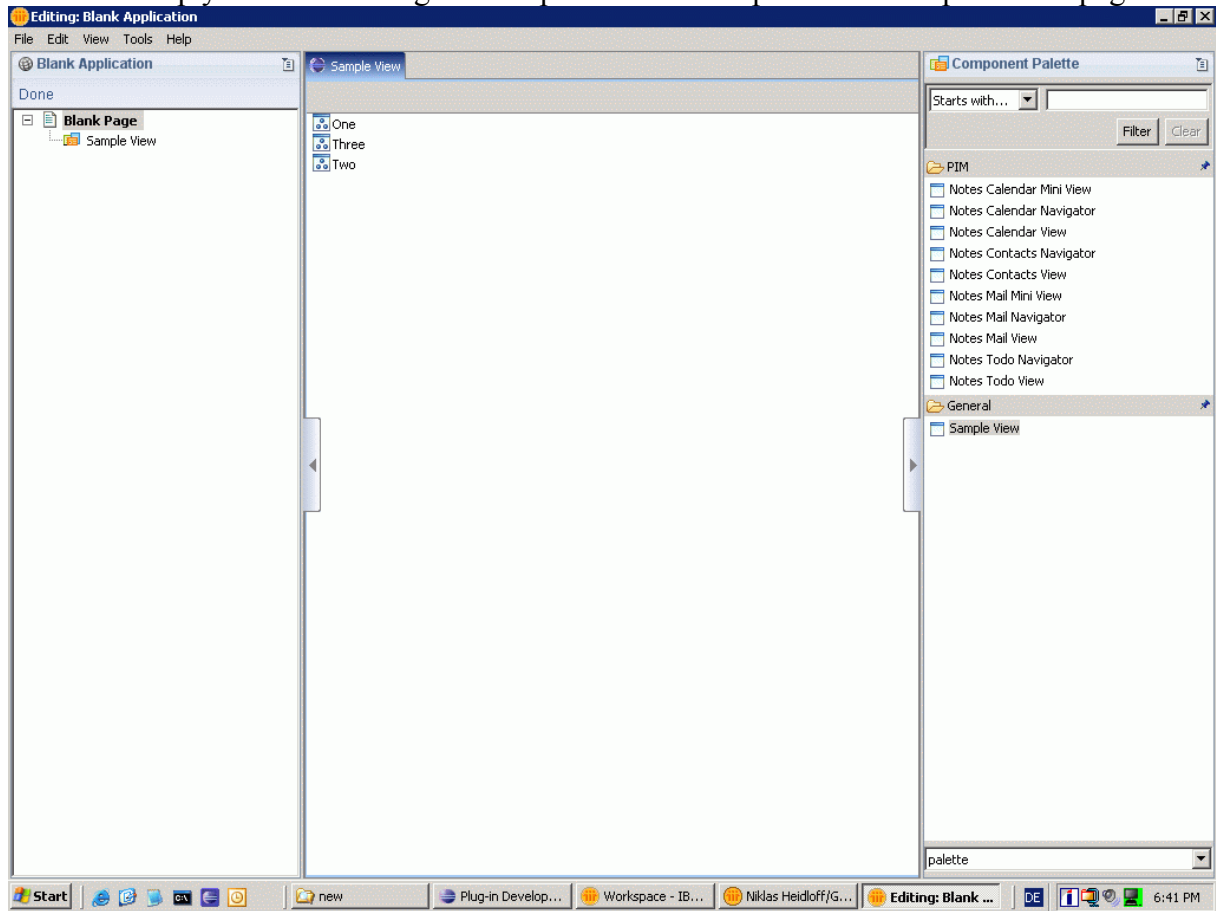 Editing: Blank Application
File Edit View Tools Help
Blank Application
Done
Blank Page
Sample View
Sample View
One
Three
Two
Component Palette
Starts with...
Filter Clear
PIM
Notes Calendar Mini View
Notes Calendar Navigator
Notes Calendar View
Notes Contacts Navigator
Notes Contacts View
Notes Mail Mini View
Notes Mail Navigator
Notes Mail View
Notes Todo Navigator
Notes Todo View
General
Sample View
palette
Start new Plug-in Develop... Workspace - IB... Niklas Heidloff/G... Editing: Blank ... DE 6:41 PM